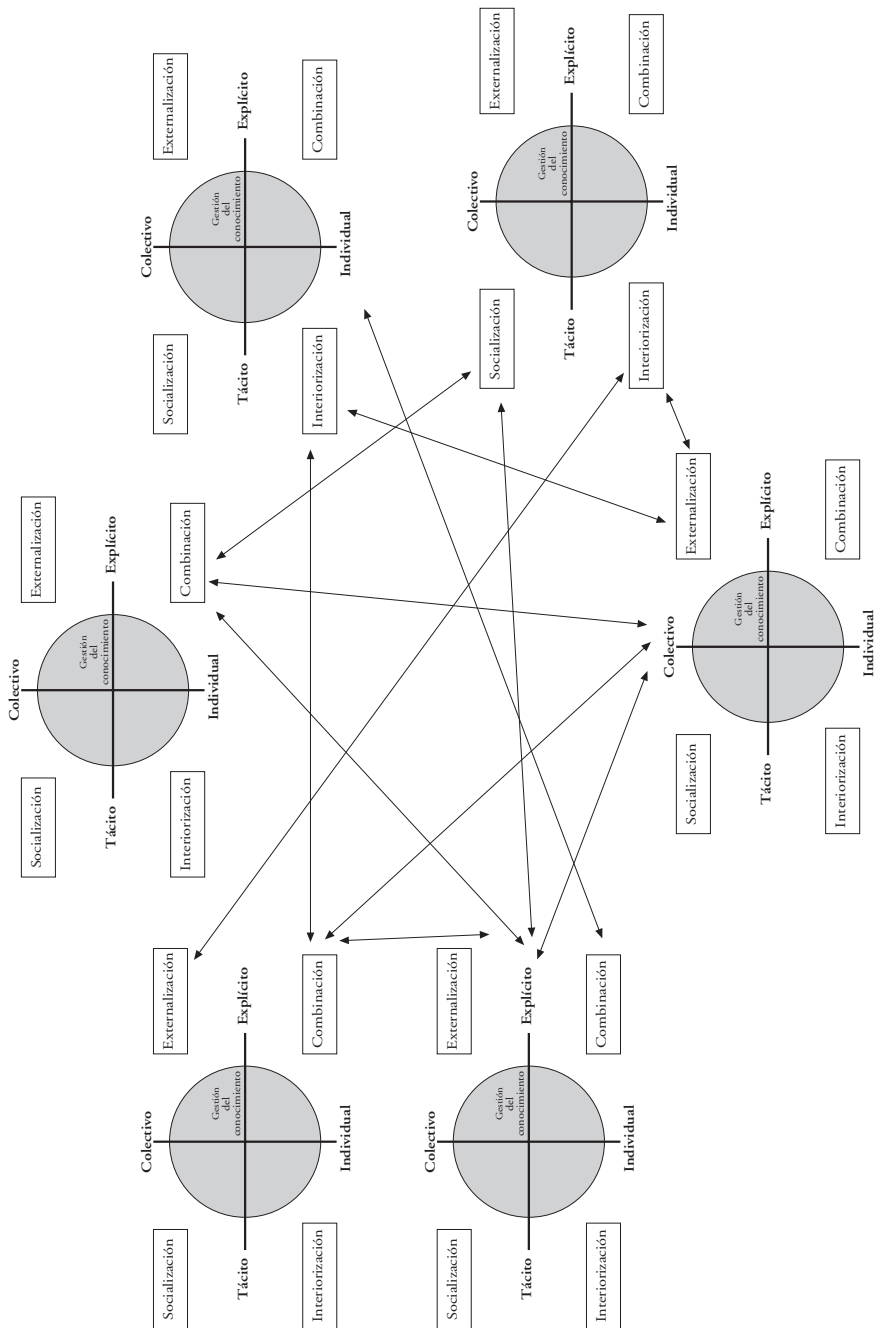 Colectivo
Socialización
Externalización
Gestión
del
conocimiento
Tácito
Explícito
Interiorización
Combinación
Individual
Colectivo
Socialización
Externalización
Gestión
del
conocimiento
Tácito
Explícito
Interiorización
Combinación
Individual
Colectivo
Socialización
Externalización
Gestión
del
conocimiento
Tácito
Explícito
Interiorización
Combinación
Individual
Colectivo
Socialización
Externalización
Gestión
del
conocimiento
Tácito
Explícito
Interiorización
Combinación
Individual
Colectivo
Socialización
Externalización
Gestión
del
conocimiento
Tácito
Explícito
Interiorización
Combinación
Individual
Colectivo
Socialización
Externalización
Gestión
del
conocimiento
Tácito
Explícito
Interiorización
Combinación
Individual